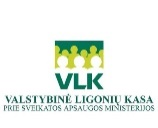 VLK
VALSTYBINĖ LIGONIŲ KASA
PRIE SVEIKATOS APSAUGOS MINISTERIJOS